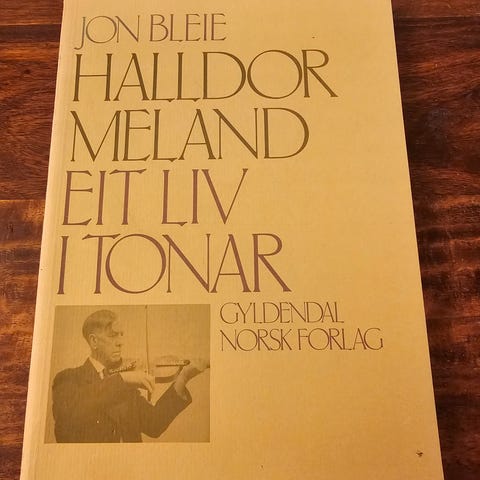 JON BLEIE
HALLDOR
MELAND
EIT LIV
I TONAR
GYLDENDAL
NORSK FORLAG